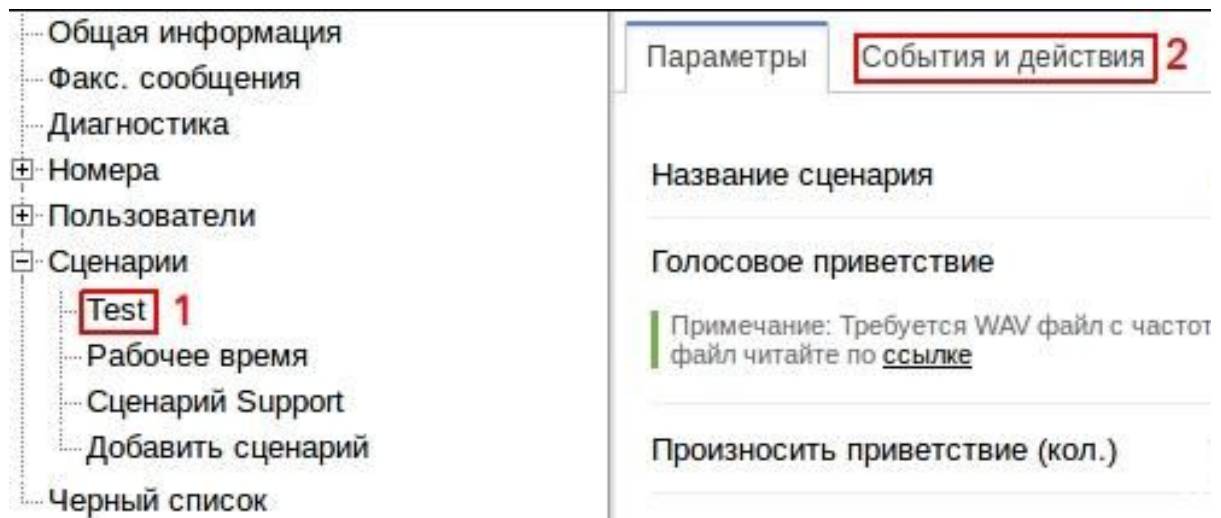 Общая информация
Факс. сообщения
Диагностика
Номера
Пользователи
Сценарии
Test 1
Рабочее время
Сценарий Support
Добавить сценарий
Черный список
Параметры
События и действия 2
Название сценария
Голосовое приветствие
Примечание: Требуется WAV файл с частот
файл читайте по ссылке
Произносить приветствие (кол.)